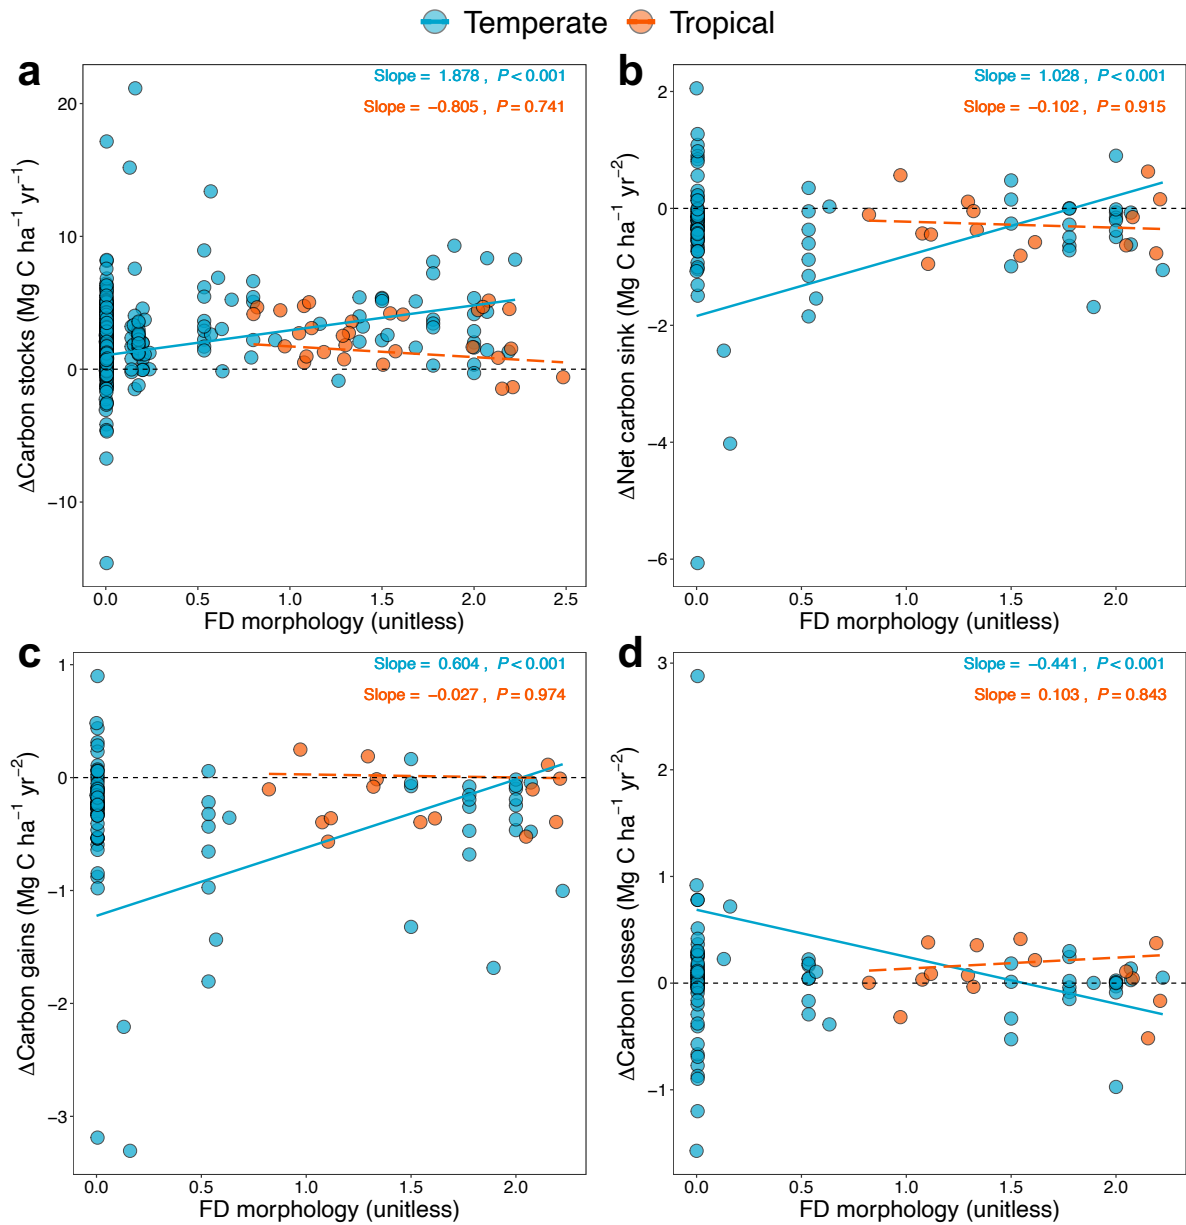 Temperate Tropical
a
Slope = 1.878 , P < 0.001
Slope = −0.805 , P = 0.741
20
10
0
−10
ΔCarbon stocks (Mg C ha⁻¹ yr⁻¹)
0.0 0.5 1.0 1.5 2.0 2.5
FD morphology (unitless)
b
Slope = 1.028 , P < 0.001
Slope = −0.102 , P = 0.915
2
0
−2
−4
−6
ΔNet carbon sink (Mg C ha⁻¹ yr⁻²)
0.0 0.5 1.0 1.5 2.0
FD morphology (unitless)
c
Slope = 0.604 , P < 0.001
Slope = −0.027 , P = 0.974
1
0
−1
−2
−3
ΔCarbon gains (Mg C ha⁻¹ yr⁻²)
0.0 0.5 1.0 1.5 2.0
FD morphology (unitless)
d
Slope = −0.441 , P < 0.001
Slope = 0.103 , P = 0.843
3
2
1
0
−1
ΔCarbon losses (Mg C ha⁻¹ yr⁻²)
0.0 0.5 1.0 1.5 2.0
FD morphology (unitless)